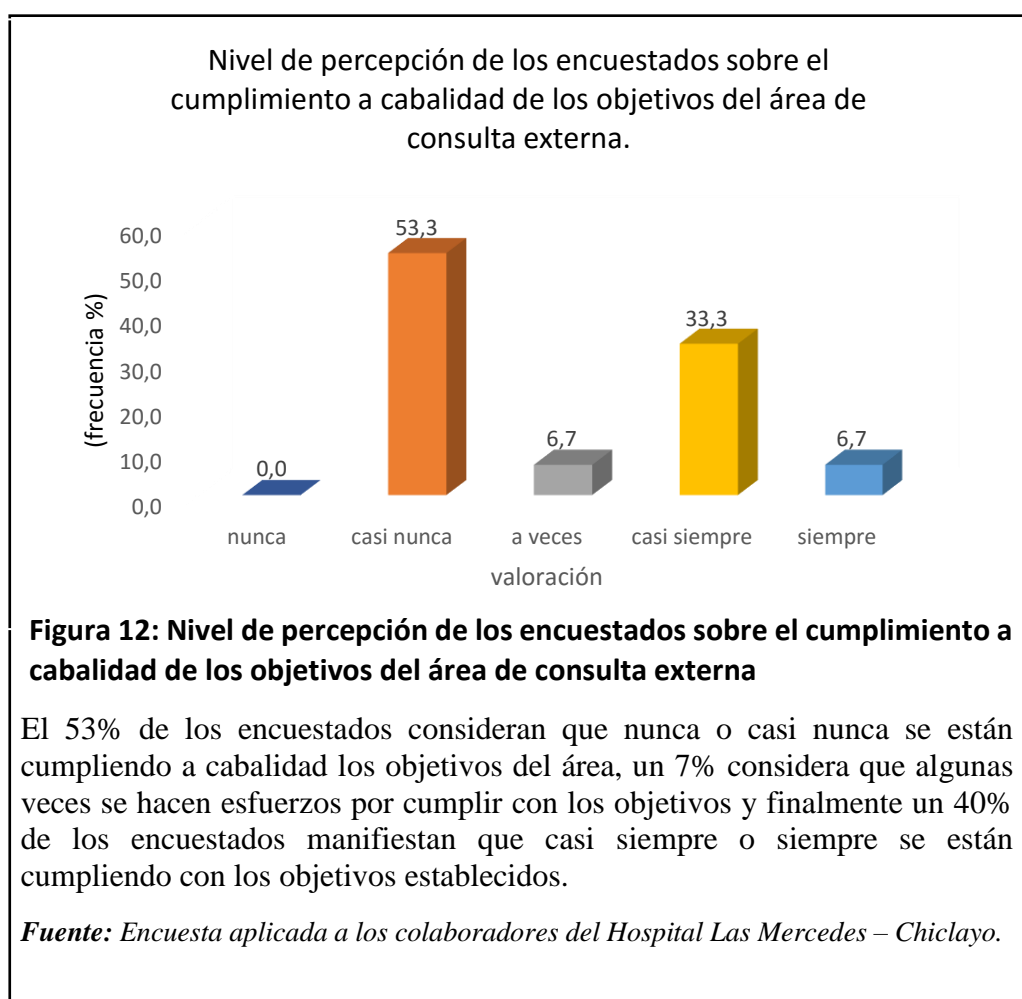 Nivel de percepción de los encuestados sobre el
cumplimiento a cabalidad de los objetivos del área de
consulta externa.
(frecuencia %)
60,0
50,0
40,0
30,0
20,0
10,0
0,0
0,0
53,3
6,7
33,3
6,7
nunca casi nunca a veces casi siempre siempre
valoración
Figura 12: Nivel de percepción de los encuestados sobre el cumplimiento a
cabalidad de los objetivos del área de consulta externa
El 53% de los encuestados consideran que nunca o casi nunca se están
cumpliendo a cabalidad los objetivos del área, un 7% considera que algunas
veces se hacen esfuerzos por cumplir con los objetivos y finalmente un 40%
de los encuestados manifiestan que casi siempre o siempre se están
cumpliendo con los objetivos establecidos.
Fuente: Encuesta aplicada a los colaboradores del Hospital Las Mercedes – Chiclayo.